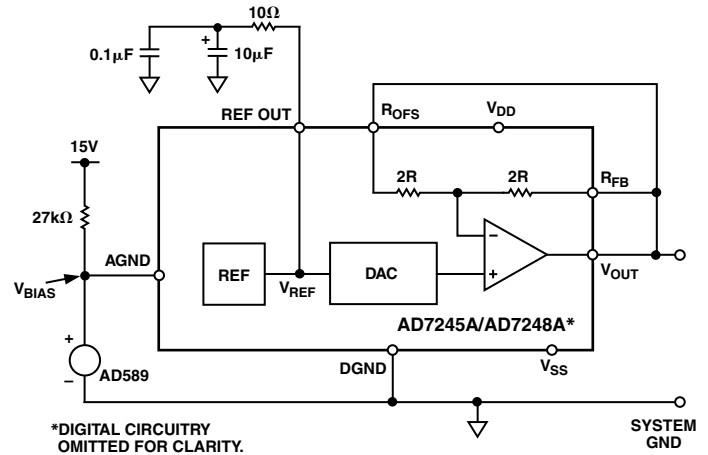 10Ω
0.1µF
+
10µF
REF OUT
R_OFS
V_DD
15V
2R
2R
R_FB
27kΩ
AGND
V_BIAS
REF
V_REF
DAC
−
+
V_OUT
AD7245A/AD7248A*
+
−
AD589
DGND
V_SS
*DIGITAL CIRCUITRY
OMITTED FOR CLARITY.
SYSTEM
GND